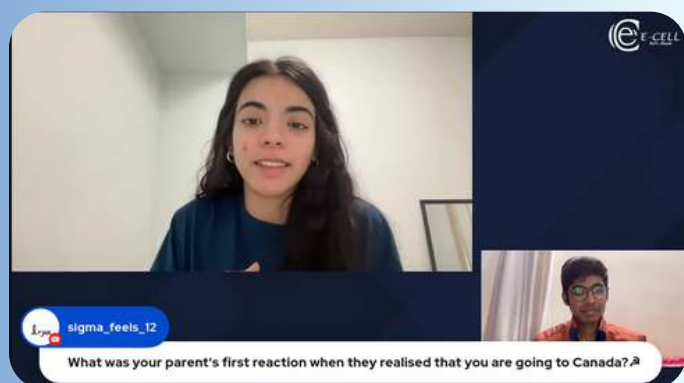 E-CELL
sigma_feels_12
What was your parent's first reaction when they realised that you are going to Canada?